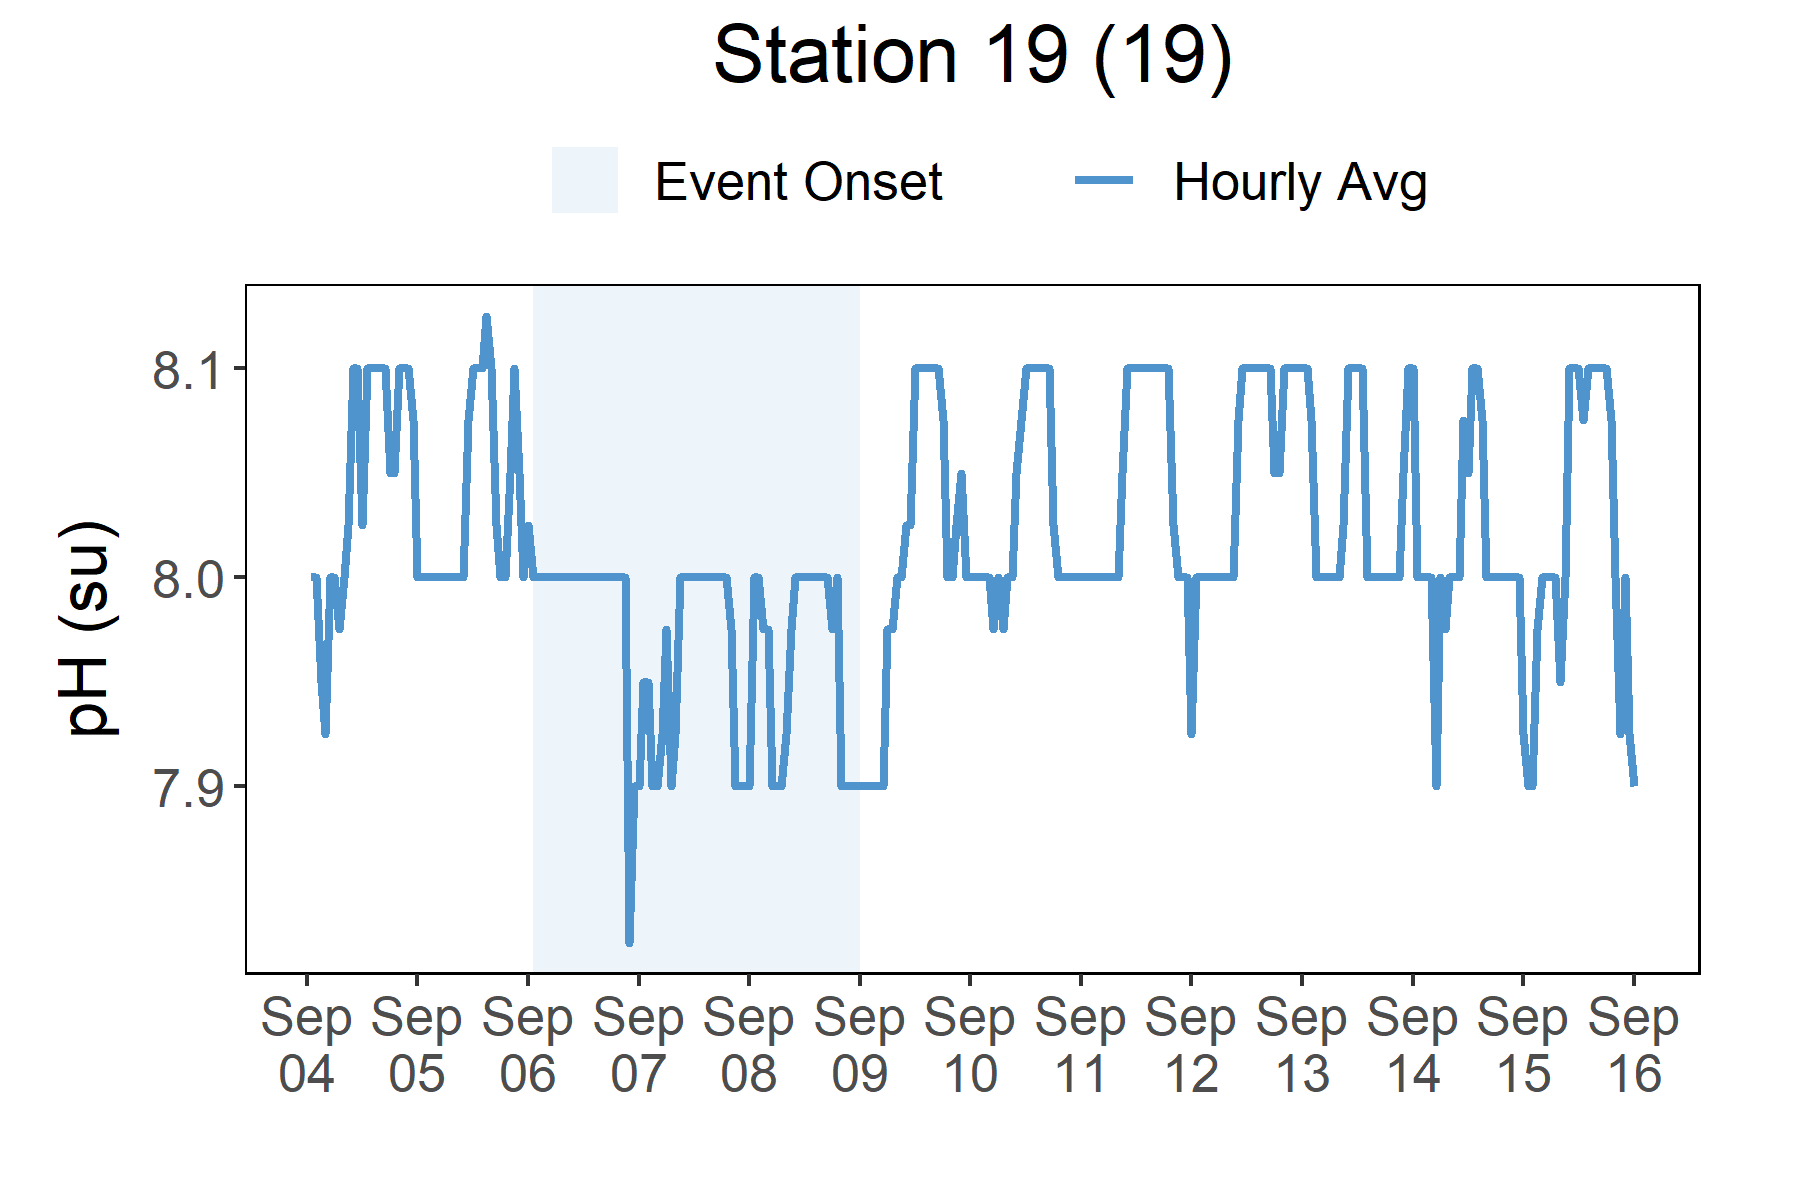 Station 19 (19)
Event Onset
Hourly Avg
pH (su)
8.1
8.0
7.9
Sep 04
Sep 05
Sep 06
Sep 07
Sep 08
Sep 09
Sep 10
Sep 11
Sep 12
Sep 13
Sep 14
Sep 15
Sep 16